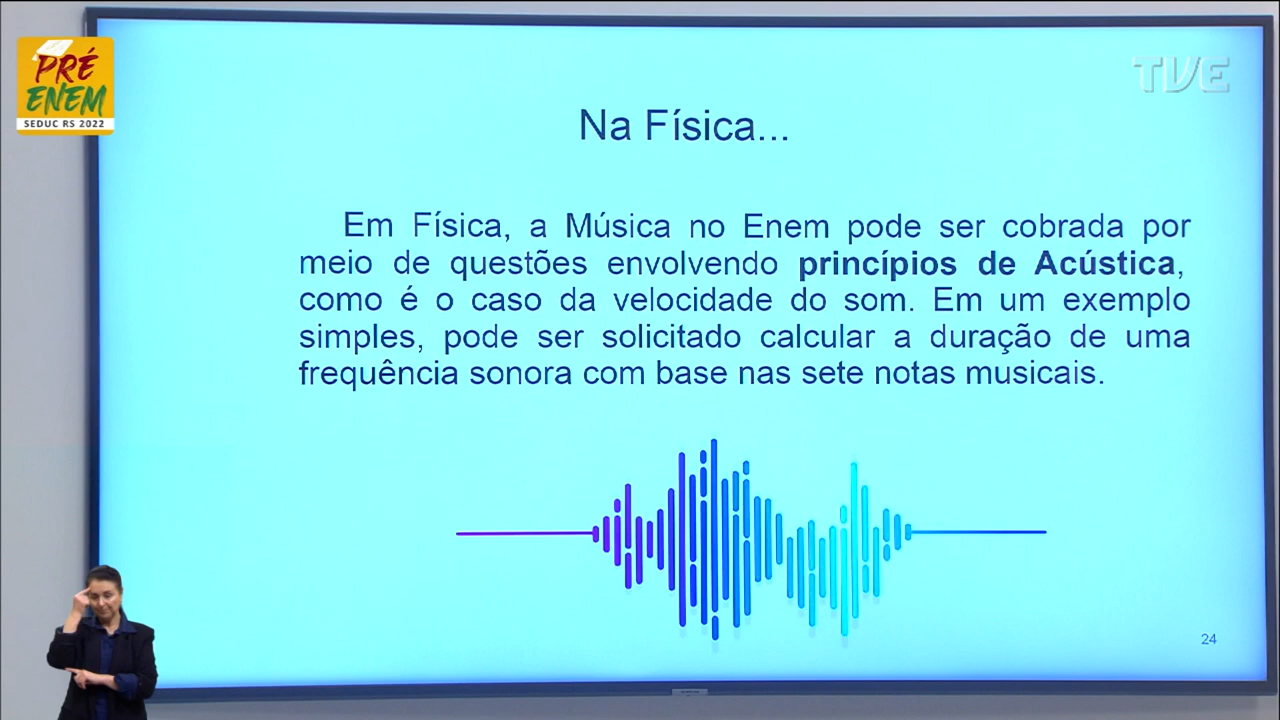 PRÉ
ENEM
SEDUC RS 2022
TVE
Na Física...
Em Física, a Música no Enem pode ser cobrada por
meio de questões envolvendo princípios de Acústica,
como é o caso da velocidade do som. Em um exemplo
simples, pode ser solicitado calcular a duração de uma
frequência sonora com base nas sete notas musicais.
24